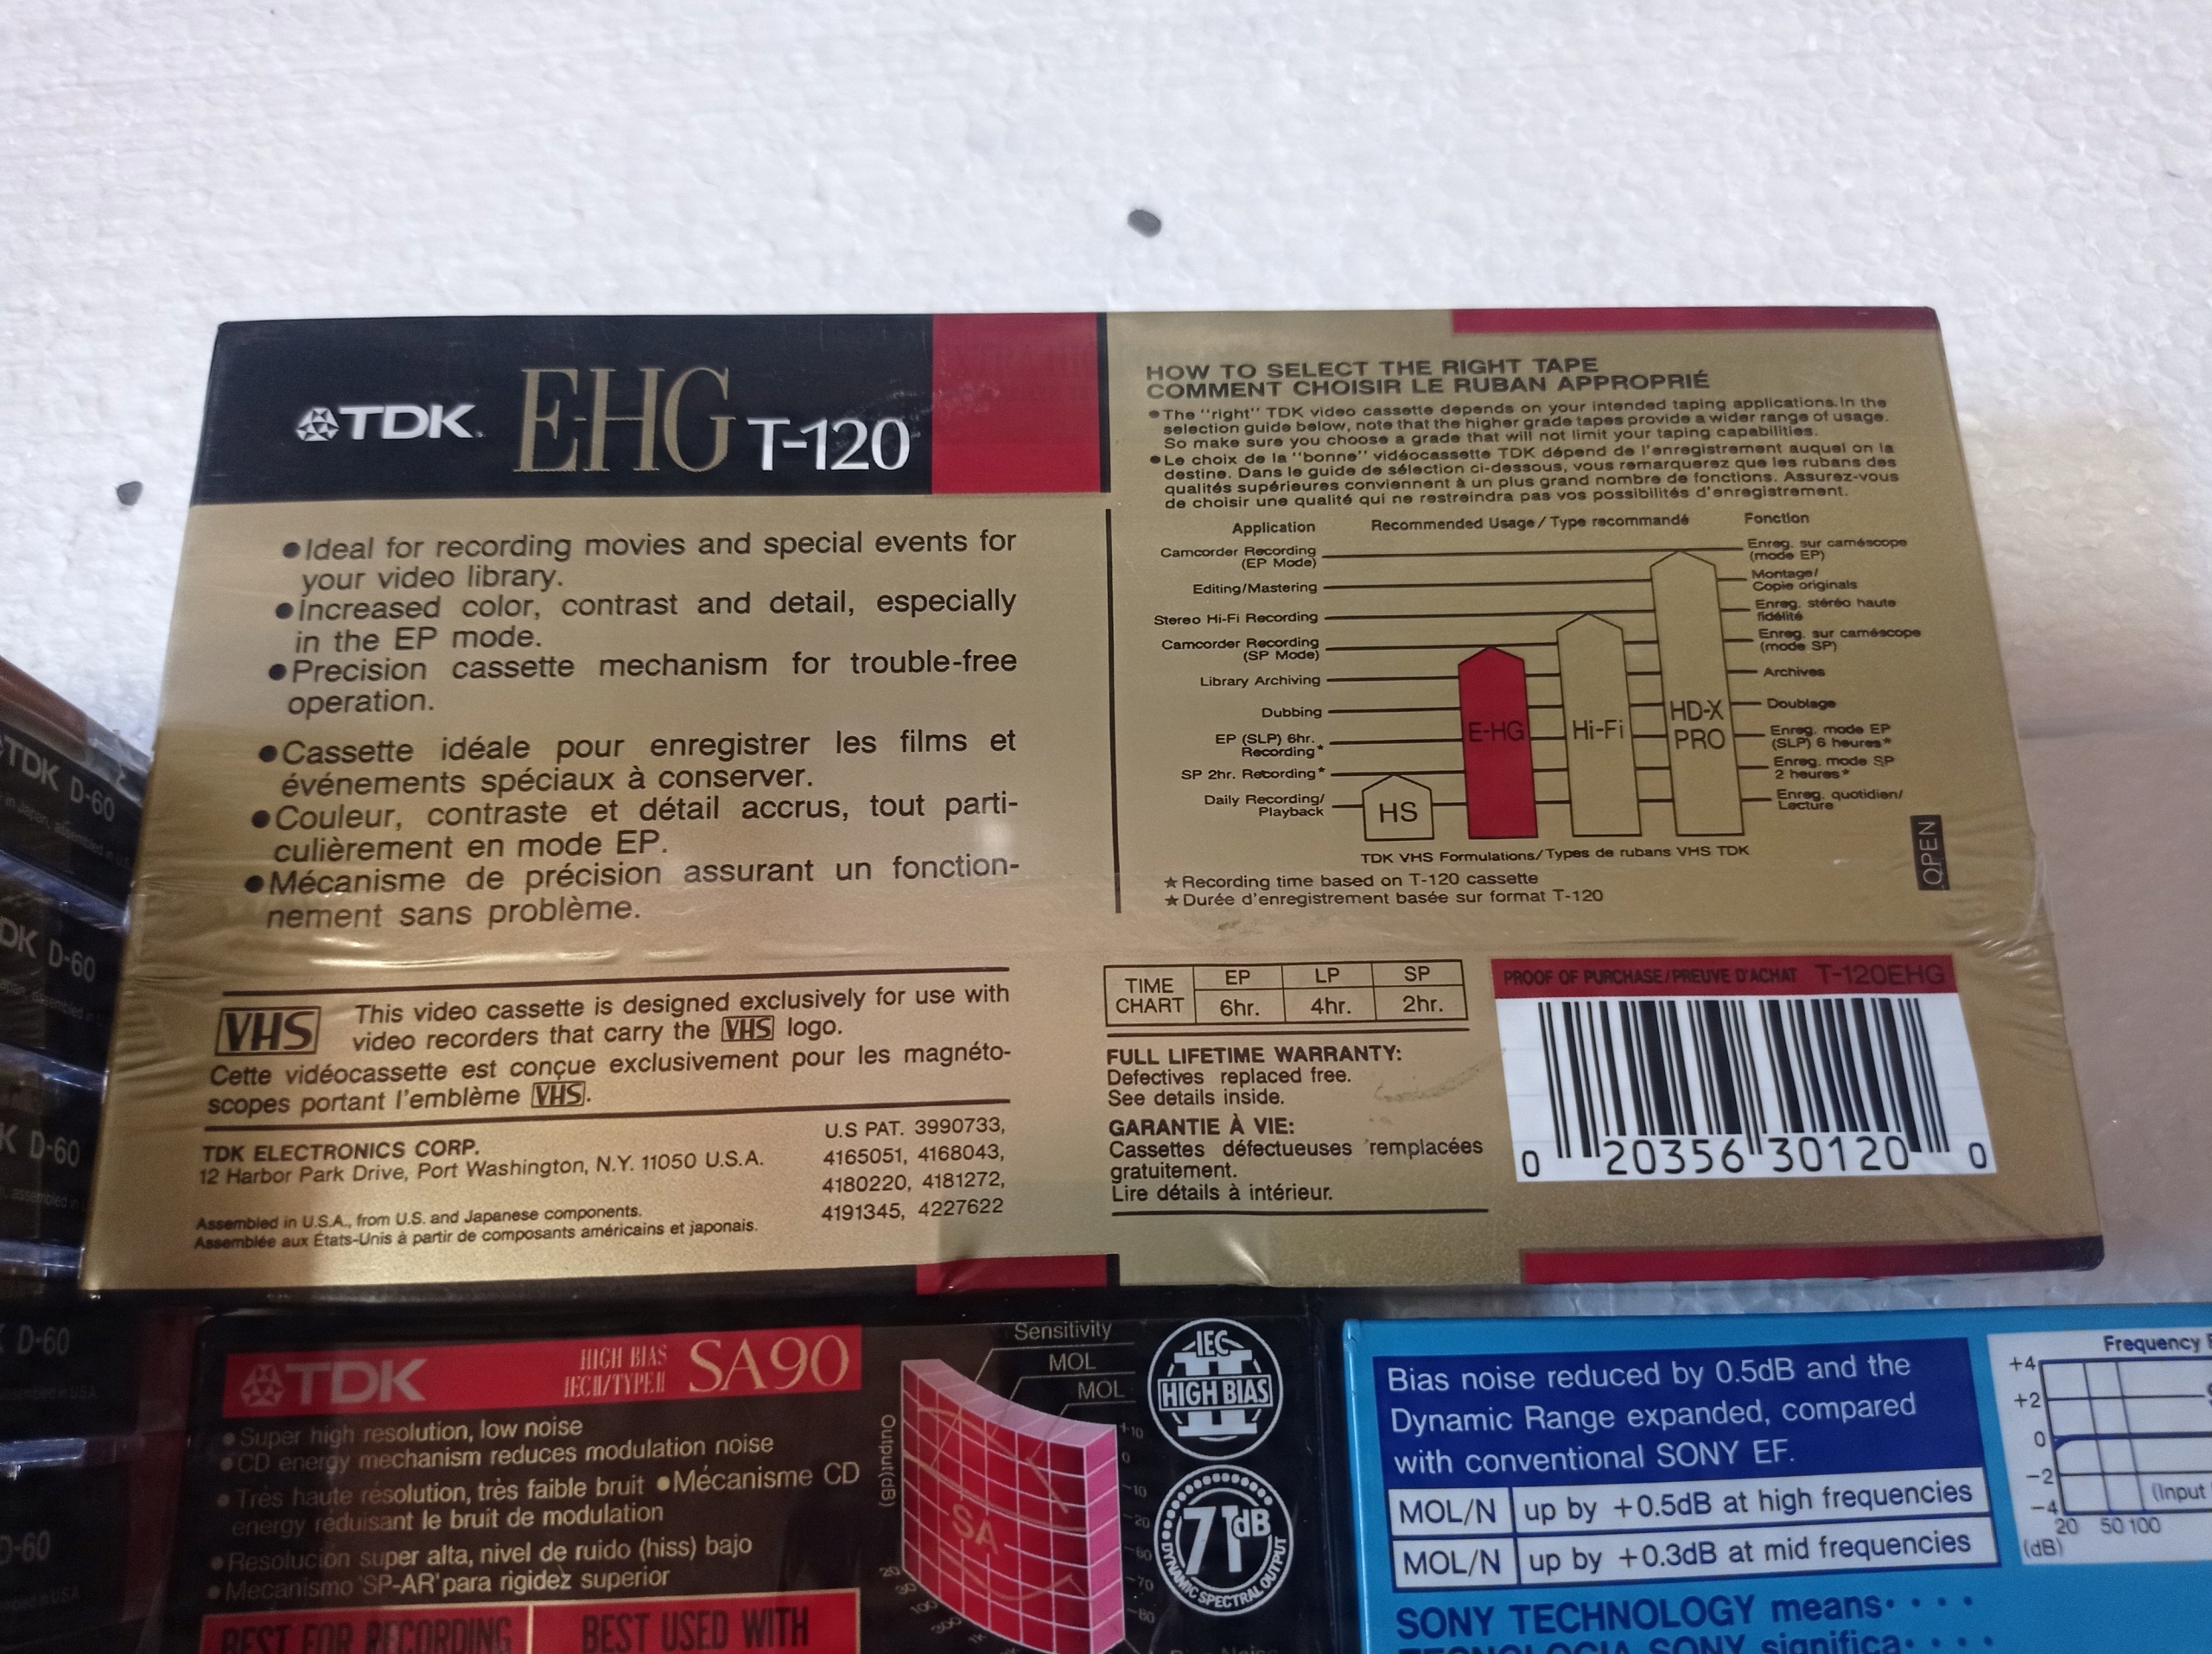 TDK E-HG T-120
●Ideal for recording movies and special events for
your video library.
●Increased color, contrast and detail, especially
in the EP mode.
●Precision cassette mechanism for trouble-free
operation.
●Cassette idéale pour enregistrer les films et
événements spéciaux à conserver.
●Couleur, contraste et détail accrus, tout parti-
culièrement en mode EP.
●Mécanisme de précision assurant un fonction-
nement sans problème.
VHS
This video cassette is designed exclusively for use with
video recorders that carry the VHS logo.
Cette vidéocassette est conçue exclusivement pour les magnéto-
scopes portant l'emblème VHS.
TDK ELECTRONICS CORP.
12 Harbor Park Drive, Port Washington, N.Y. 11050 U.S.A.
Assembled in U.S.A., from U.S. and Japanese components.
Assemblée aux États-Unis à partir de composants américains et japonais.
U.S PAT. 3990733,
4165051, 4168043,
4180220, 4181272,
4191345, 4227622
HOW TO SELECT THE RIGHT TAPE
COMMENT CHOISIR LE RUBAN APPROPRIÉ
●The "right" TDK video cassette depends on your intended taping applications. In the
selection guide below, note that the higher grade tapes provide a wider range of usage.
So make sure you choose a grade that will not limit your taping capabilities.
●Le choix de la "bonne" vidéocassette TDK dépend de l'enregistrement auquel on la
destine. Dans le guide de sélection ci-dessous, vous remarquerez que les rubans des
qualités supérieures conviennent à un plus grand nombre de fonctions. Assurez-vous
de choisir une qualité qui ne restreindra pas vos possibilités d'enregistrement.
Application Recommended Usage/Type recommandé Fonction
Camcorder Recording
(EP Mode)
Editing/Mastering
Stereo Hi-Fi Recording
Camcorder Recording
(SP Mode)
Library Archiving
Dubbing
EP (SLP) 6hr.
Recording*
SP 2hr. Recording*
Daily Recording/
Playback
HS
E-HG
Hi-Fi
HD-X
PRO
Enreg. sur caméscope
(mode EP)
Montage/
Copie originals
Enreg. stéréo haute
fidélité
Enreg. sur caméscope
(mode SP)
Archives
Doublage
Enreg. mode EP
(SLP) 6 heures*
Enreg. mode SP
2 heures*
Enreg. quotidien/
Lecture
TDK VHS Formulations/Types de rubans VHS TDK
★Recording time based on T-120 cassette
★Durée d'enregistrement basée sur format T-120
OPEN
TIME CHART EP LP SP
6hr. 4hr. 2hr.
FULL LIFETIME WARRANTY:
Defectives replaced free.
See details inside.
GARANTIE À VIE:
Cassettes défectueuses remplacées
gratuitement.
Lire détails à intérieur.
PROOF OF PURCHASE/PREUVE D'ACHAT T-120EHG
0 20356 30120 0
TDK D-60
DK D-60
K D-60
D-60
D-60
TDK HIGH BIAS
IECII/TYPE II SA90
●Super high resolution, low noise
●CD energy mechanism reduces modulation noise
●Très haute résolution, très faible bruit ●Mécanisme CD
energy réduisant le bruit de modulation
●Resolución super alta, nivel de ruido (hiss) bajo
●Mecanismo 'SP-AR' para rigidez superior
BEST FOR RECORDING
BEST USED WITH
Sensitivity
MOL
MOL
Output(dB)
SA
+10
0
-10
-20
-60
-70
-80
20
50
100
300
1K
IEC
II
HIGH BIAS
71dB
DYNAMIC SPECTRAL OUTPUT
Bias noise reduced by 0.5dB and the
Dynamic Range expanded, compared
with conventional SONY EF.
MOL/N up by +0.5dB at high frequencies
MOL/N up by +0.3dB at mid frequencies
SONY TECHNOLOGY means····
TECNOLOGIA SONY significa····
Frequency
+4
+2
0
-2
-4
(dB)
20 50 100
(Input